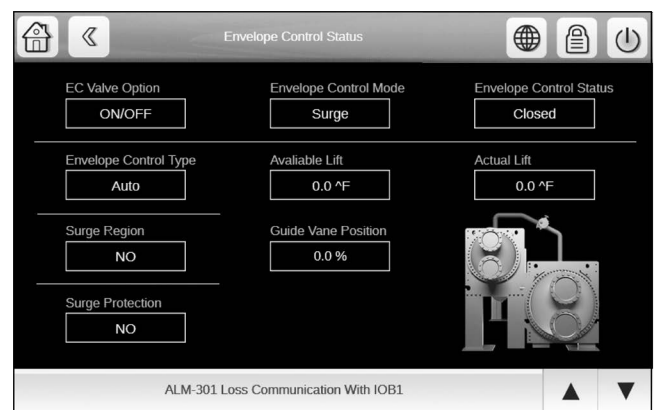 Envelope Control Status
EC Valve Option
Envelope Control Mode
Envelope Control Status
ON/OFF
Surge
Closed
Envelope Control Type
Avaliable Lift
Actual Lift
Auto
0.0 ^F
0.0 ^F
Surge Region
Guide Vane Position
NO
0.0 %
Surge Protection
NO
ALM-301 Loss Communication With IOB1